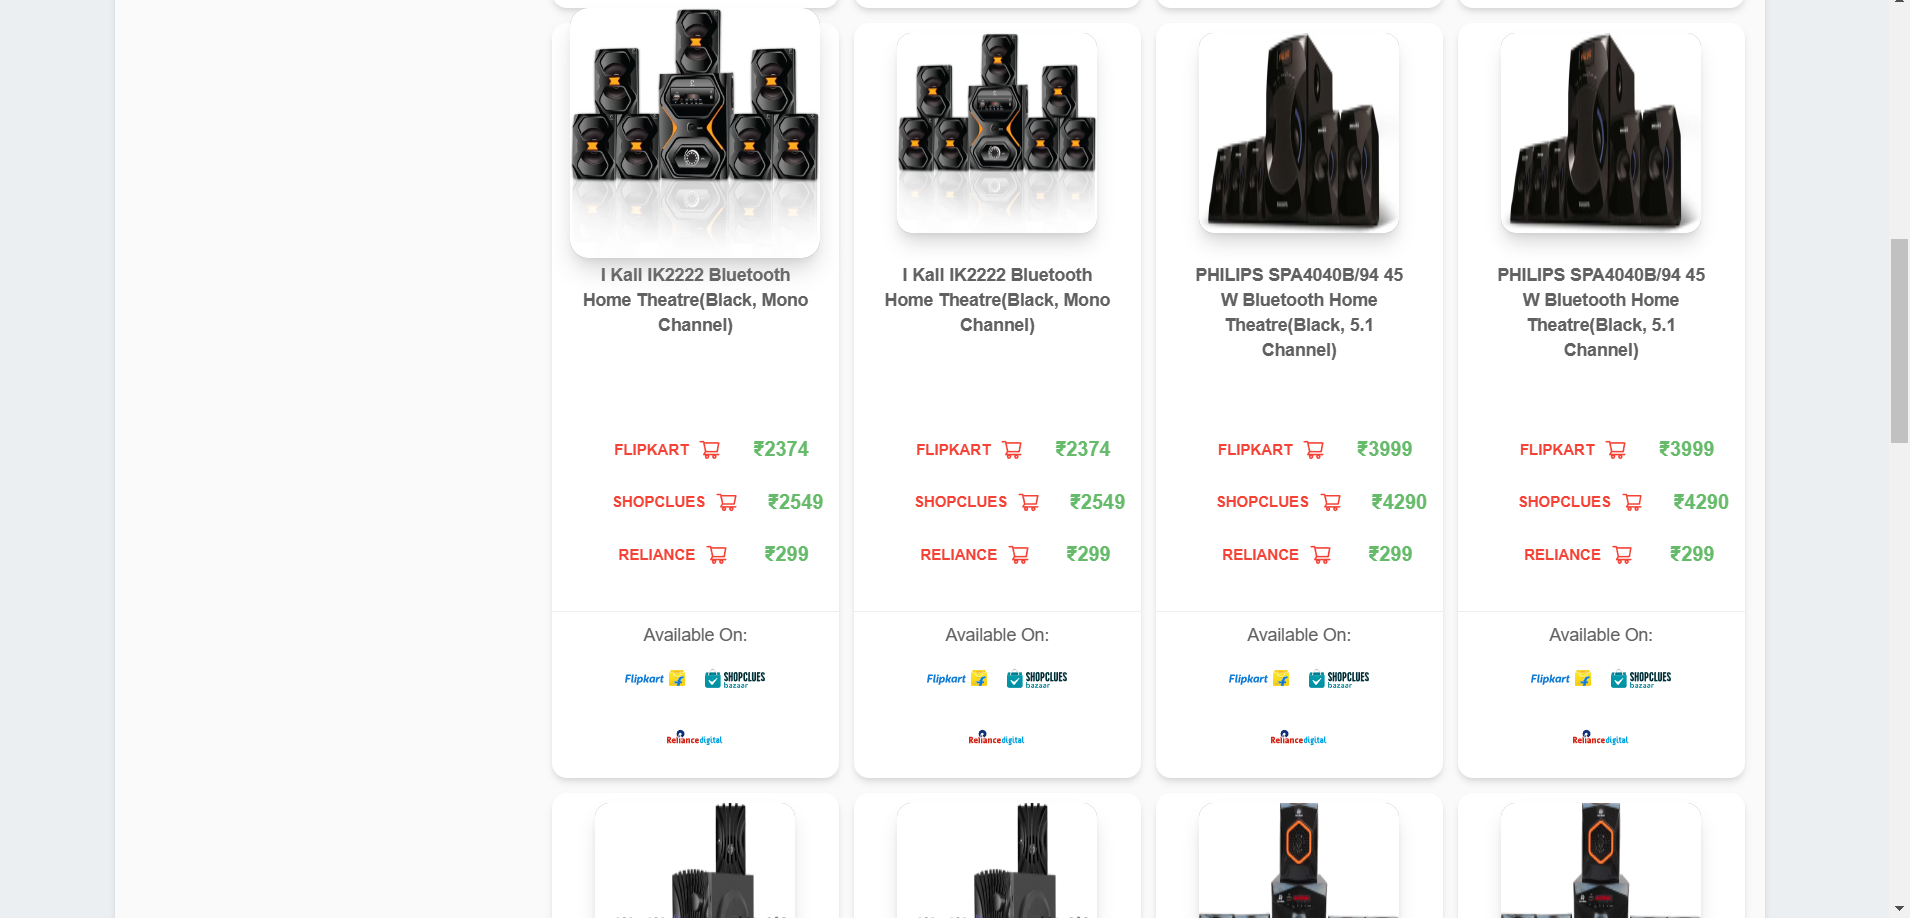 I Kall IK2222 Bluetooth
Home Theatre(Black, Mono
Channel)
FLIPKART ₹2374
SHOPCLUES ₹2549
RELIANCE ₹299
Available On:
Flipkart SHOPCLUES
bazaar
Reliance digital
I Kall IK2222 Bluetooth
Home Theatre(Black, Mono
Channel)
FLIPKART ₹2374
SHOPCLUES ₹2549
RELIANCE ₹299
Available On:
Flipkart SHOPCLUES
bazaar
Reliance digital
PHILIPS SPA4040B/94 45
W Bluetooth Home
Theatre(Black, 5.1
Channel)
FLIPKART ₹3999
SHOPCLUES ₹4290
RELIANCE ₹299
Available On:
Flipkart SHOPCLUES
bazaar
Reliance digital
PHILIPS SPA4040B/94 45
W Bluetooth Home
Theatre(Black, 5.1
Channel)
FLIPKART ₹3999
SHOPCLUES ₹4290
RELIANCE ₹299
Available On:
Flipkart SHOPCLUES
bazaar
Reliance digital